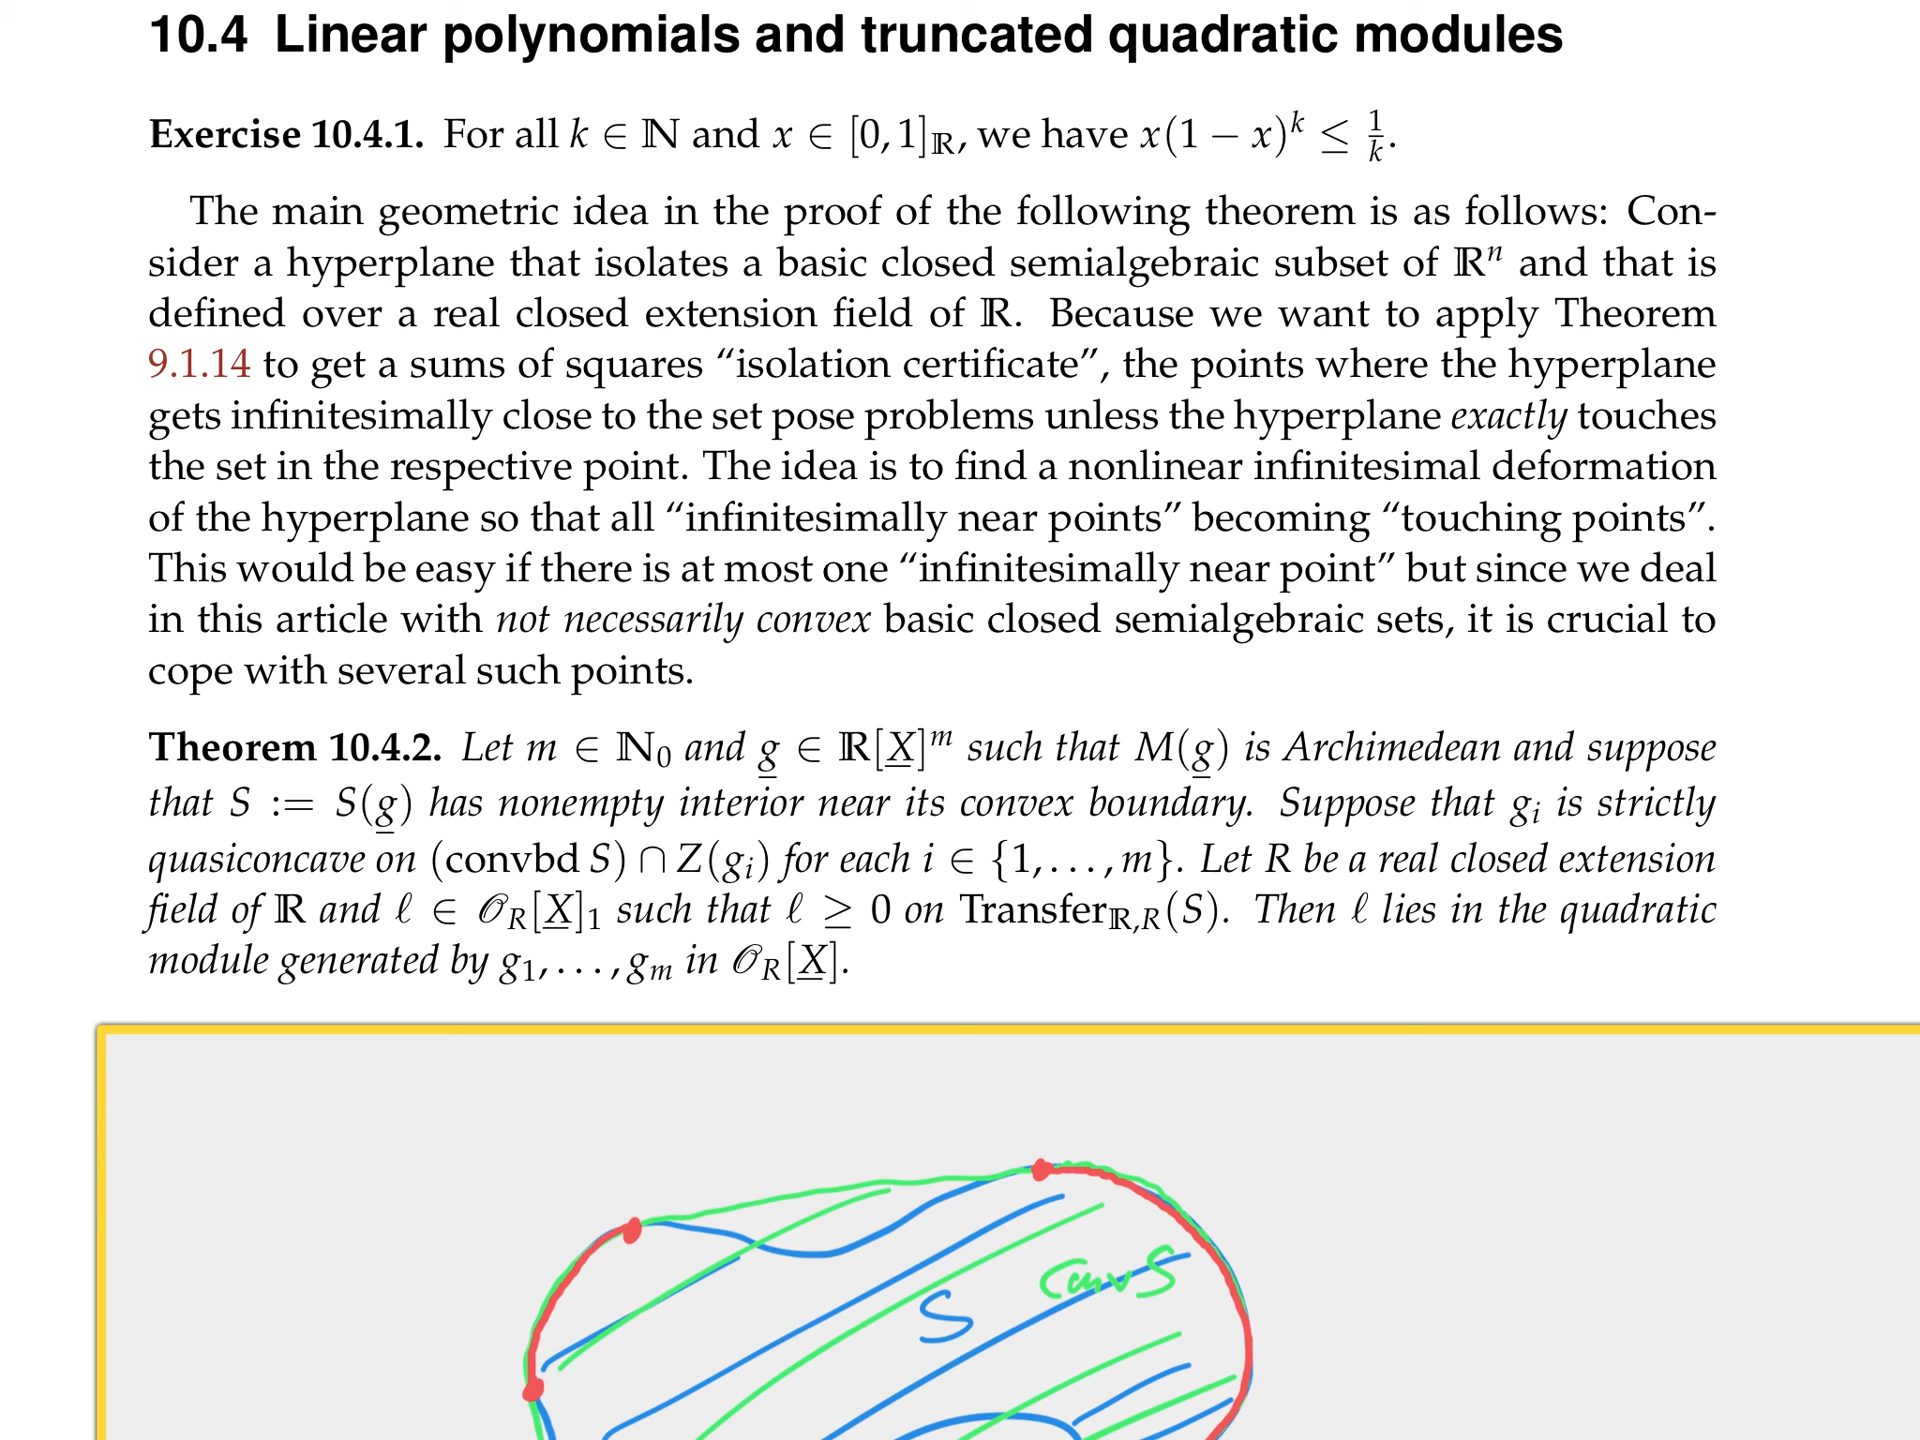 10.4 Linear polynomials and truncated quadratic modules
Exercise 10.4.1. For all k ∈ ℕ and x ∈ [0, 1]_ℝ, we have x(1 − x)^k ≤ 1/k.
The main geometric idea in the proof of the following theorem is as follows: Con-
sider a hyperplane that isolates a basic closed semialgebraic subset of ℝ^n and that is
defined over a real closed extension field of ℝ. Because we want to apply Theorem
9.1.14 to get a sums of squares “isolation certificate”, the points where the hyperplane
gets infinitesimally close to the set pose problems unless the hyperplane exactly touches
the set in the respective point. The idea is to find a nonlinear infinitesimal deformation
of the hyperplane so that all “infinitesimally near points” becoming “touching points”.
This would be easy if there is at most one “infinitesimally near point” but since we deal
in this article with not necessarily convex basic closed semialgebraic sets, it is crucial to
cope with several such points.
Theorem 10.4.2. Let m ∈ ℕ_0 and g ∈ ℝ[X]^m such that M(g) is Archimedean and suppose
that S := S(g) has nonempty interior near its convex boundary. Suppose that g_i is strictly
quasiconcave on (convbd S) ∩ Z(g_i) for each i ∈ {1, . . . , m}. Let R be a real closed extension
field of ℝ and ℓ ∈ 𝒪_R[X]_1 such that ℓ ≥ 0 on Transfer_{ℝ,R}(S). Then ℓ lies in the quadratic
module generated by g_1, . . . , g_m in 𝒪_R[X].
conv S
S